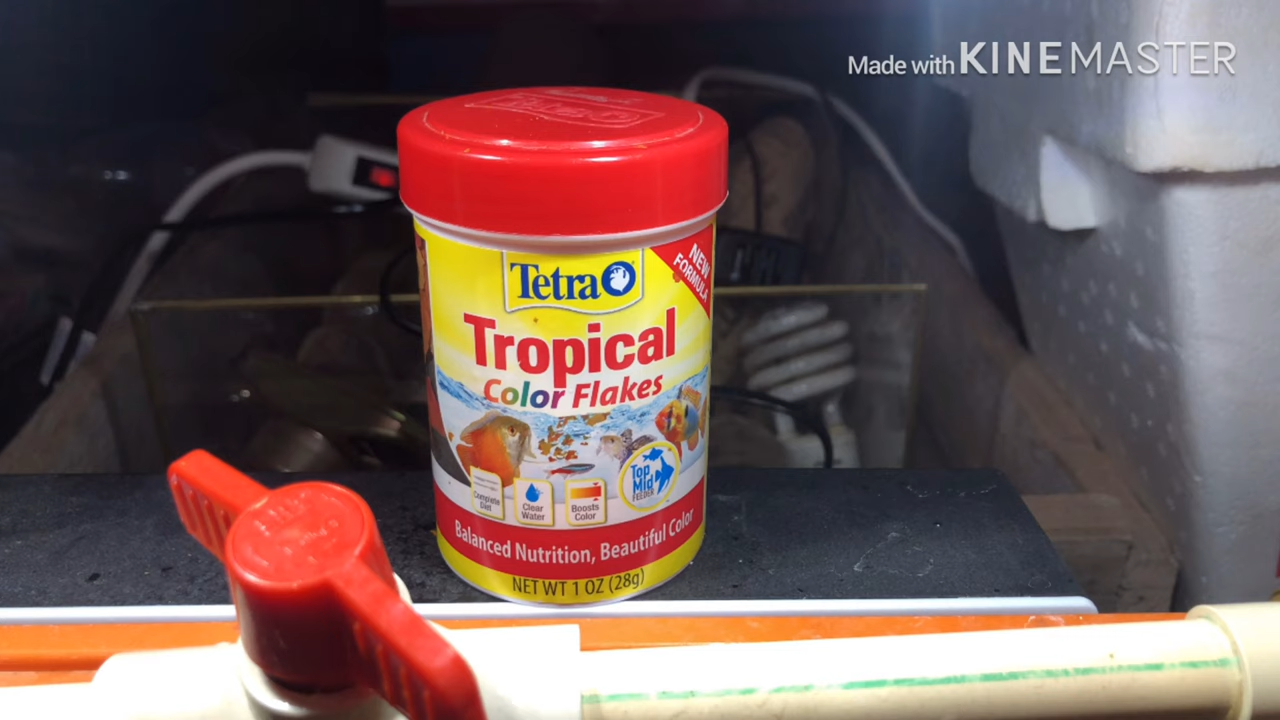 Made with KINEMASTER
Tetra
NEW
FORMULA
Tetra
Tropical
Color Flakes
Top
Mid
FEEDER
Complete
Diet
Clear
Water
Boosts
Color
Balanced Nutrition, Beautiful Color
NET WT 1 OZ (28g)